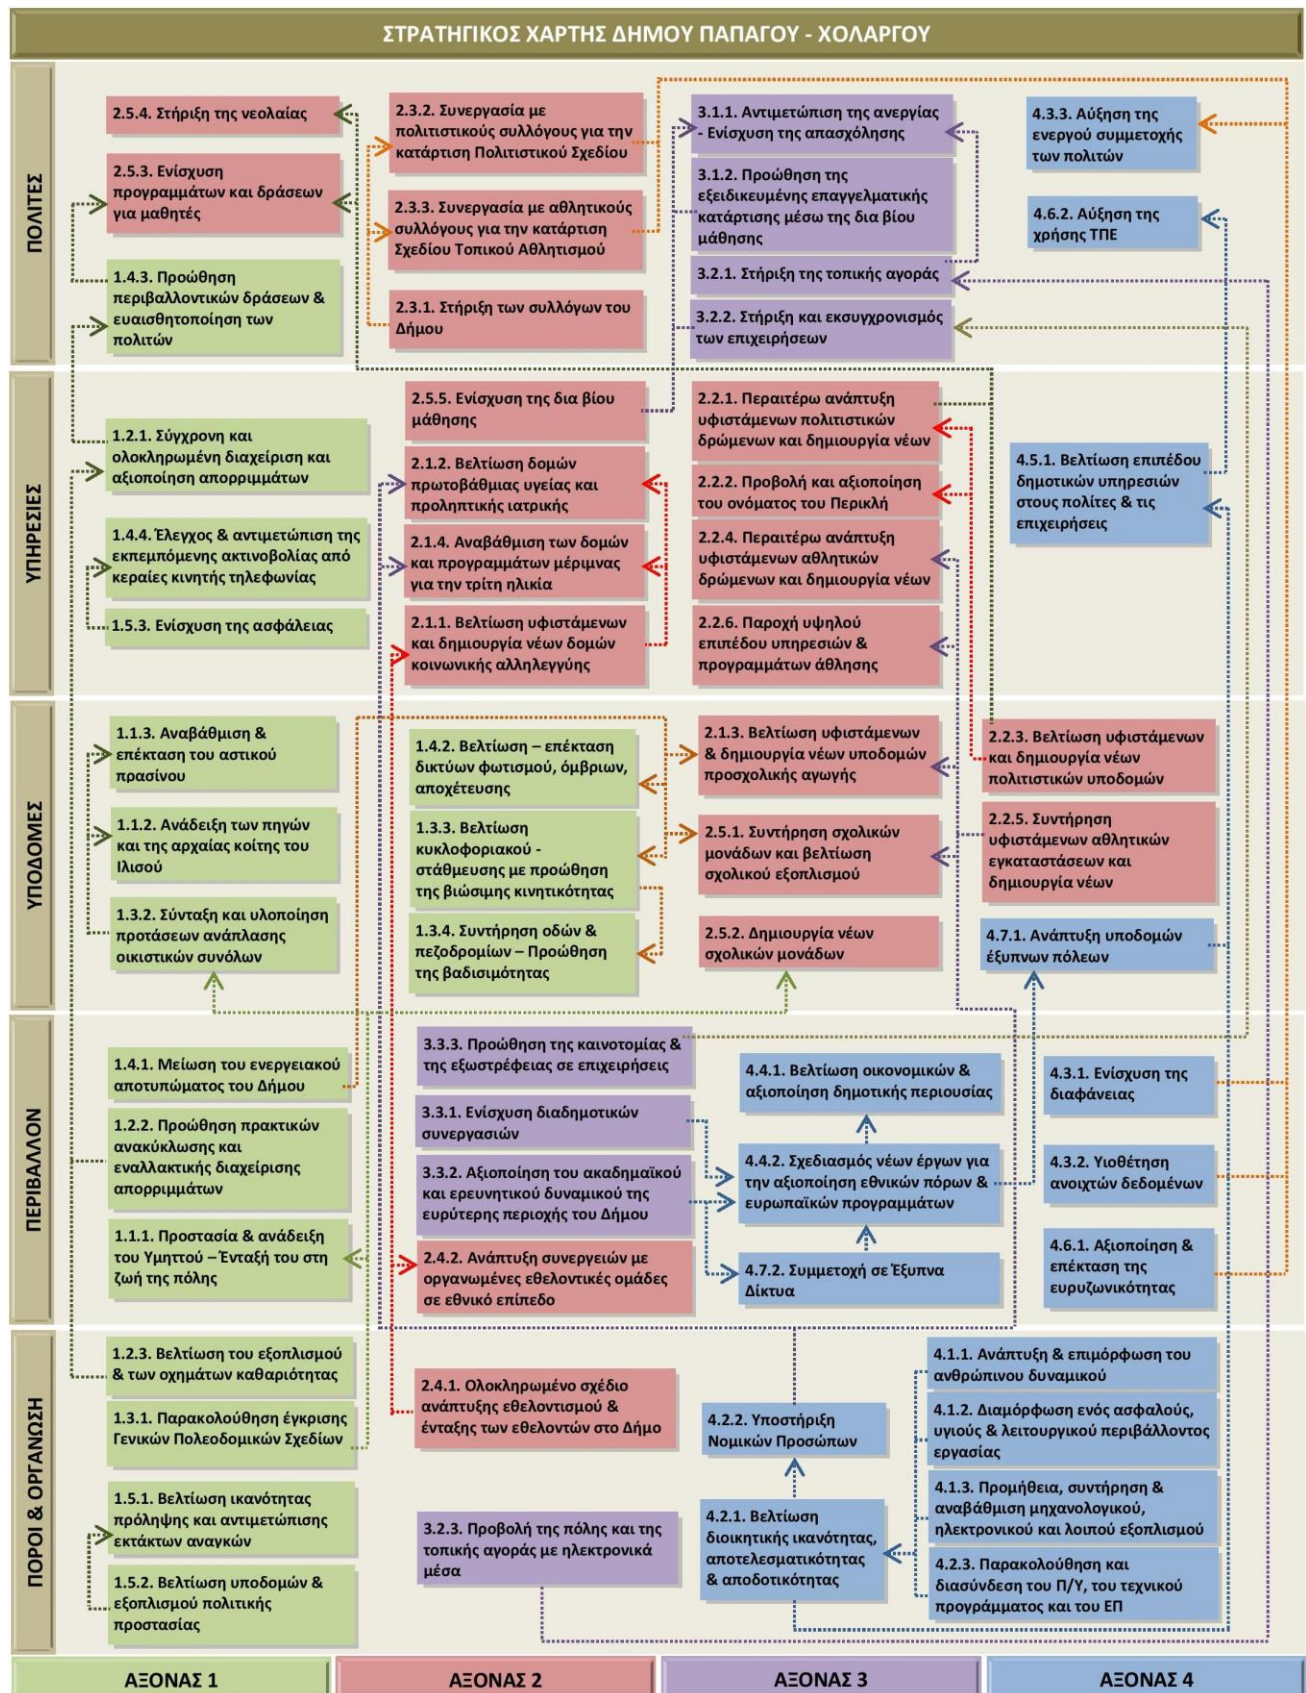 ΣΤΡΑΤΗΓΙΚΟΣ ΧΑΡΤΗΣ ΔΗΜΟΥ ΠΑΠΑΓΟΥ - ΧΟΛΑΡΓΟΥ
ΠΟΛΙΤΕΣ
2.5.4. Στήριξη της νεολαίας
2.5.3. Ενίσχυση
προγραμμάτων και δράσεων
για μαθητές
1.4.3. Προώθηση
περιβαλλοντικών δράσεων &
ευαισθητοποίηση των
πολιτών
2.3.2. Συνεργασία με
πολιτιστικούς συλλόγους για την
κατάρτιση Πολιτιστικού Σχεδίου
2.3.3. Συνεργασία με αθλητικούς
συλλόγους για την κατάρτιση
Σχεδίου Τοπικού Αθλητισμού
2.3.1. Στήριξη των συλλόγων του
Δήμου
3.1.1. Αντιμετώπιση της ανεργίας
- Ενίσχυση της απασχόλησης
3.1.2. Προώθηση της
εξειδικευμένης επαγγελματικής
κατάρτισης μέσω της δια βίου
μάθησης
3.2.1. Στήριξη της τοπικής αγοράς
3.2.2. Στήριξη και εκσυγχρονισμός
των επιχειρήσεων
4.3.3. Αύξηση της
ενεργού συμμετοχής
των πολιτών
4.6.2. Αύξηση της
χρήσης ΤΠΕ
ΥΠΗΡΕΣΙΕΣ
1.2.1. Σύγχρονη και
ολοκληρωμένη διαχείριση και
αξιοποίηση απορριμμάτων
1.4.4. Έλεγχος & αντιμετώπιση της
εκπεμπόμενης ακτινοβολίας από
κεραίες κινητής τηλεφωνίας
1.5.3. Ενίσχυση της ασφάλειας
2.5.5. Ενίσχυση της δια βίου
μάθησης
2.1.2. Βελτίωση δομών
πρωτοβάθμιας υγείας και
προληπτικής ιατρικής
2.1.4. Αναβάθμιση των δομών
και προγραμμάτων μέριμνας
για την τρίτη ηλικία
2.1.1. Βελτίωση υφιστάμενων
και δημιουργία νέων δομών
κοινωνικής αλληλεγγύης
2.2.1. Περαιτέρω ανάπτυξη
υφιστάμενων πολιτιστικών
δρώμενων και δημιουργία νέων
2.2.2. Προβολή και αξιοποίηση
του ονόματος του Περικλή
2.2.4. Περαιτέρω ανάπτυξη
υφιστάμενων αθλητικών
δρώμενων και δημιουργία νέων
2.2.6. Παροχή υψηλού
επιπέδου υπηρεσιών &
προγραμμάτων άθλησης
4.5.1. Βελτίωση επιπέδου
δημοτικών υπηρεσιών
στους πολίτες & τις
επιχειρήσεις
ΥΠΟΔΟΜΕΣ
1.1.3. Αναβάθμιση &
επέκταση του αστικού
πρασίνου
1.1.2. Ανάδειξη των πηγών
και της αρχαίας κοίτης του
Ιλισού
1.3.2. Σύνταξη και υλοποίηση
προτάσεων ανάπλασης
οικιστικών συνόλων
1.4.2. Βελτίωση – επέκταση
δικτύων φωτισμού, όμβριων,
αποχέτευσης
1.3.3. Βελτίωση
κυκλοφοριακού -
στάθμευσης με προώθηση
της βιώσιμης κινητικότητας
1.3.4. Συντήρηση οδών &
πεζοδρομίων – Προώθηση
της βαδισιμότητας
2.1.3. Βελτίωση υφιστάμενων
& δημιουργία νέων υποδομών
προσχολικής αγωγής
2.5.1. Συντήρηση σχολικών
μονάδων και βελτίωση
σχολικού εξοπλισμού
2.5.2. Δημιουργία νέων
σχολικών μονάδων
2.2.3. Βελτίωση υφιστάμενων
και δημιουργία νέων
πολιτιστικών υποδομών
2.2.5. Συντήρηση
υφιστάμενων αθλητικών
εγκαταστάσεων και
δημιουργία νέων
4.7.1. Ανάπτυξη υποδομών
έξυπνων πόλεων
ΠΕΡΙΒΑΛΛΟΝ
1.4.1. Μείωση του ενεργειακού
αποτυπώματος του Δήμου
1.2.2. Προώθηση πρακτικών
ανακύκλωσης και
εναλλακτικής διαχείρισης
απορριμμάτων
1.1.1. Προστασία & ανάδειξη
του Υμηττού – Ένταξή του στη
ζωή της πόλης
3.3.3. Προώθηση της καινοτομίας &
της εξωστρέφειας σε επιχειρήσεις
3.3.1. Ενίσχυση διαδημοτικών
συνεργασιών
3.3.2. Αξιοποίηση του ακαδημαϊκού
και ερευνητικού δυναμικού της
ευρύτερης περιοχής του Δήμου
2.4.2. Ανάπτυξη συνεργειών με
οργανωμένες εθελοντικές ομάδες
σε εθνικό επίπεδο
4.4.1. Βελτίωση οικονομικών &
αξιοποίηση δημοτικής περιουσίας
4.4.2. Σχεδιασμός νέων έργων για
την αξιοποίηση εθνικών πόρων &
ευρωπαϊκών προγραμμάτων
4.7.2. Συμμετοχή σε Έξυπνα
Δίκτυα
4.3.1. Ενίσχυση της
διαφάνειας
4.3.2. Υιοθέτηση
ανοιχτών δεδομένων
4.6.1. Αξιοποίηση &
επέκταση της
ευρυζωνικότητας
ΠΟΡΟΙ & ΟΡΓΑΝΩΣΗ
1.2.3. Βελτίωση του εξοπλισμού
& των οχημάτων καθαριότητας
1.3.1. Παρακολούθηση έγκρισης
Γενικών Πολεοδομικών Σχεδίων
1.5.1. Βελτίωση ικανότητας
πρόληψης και αντιμετώπισης
εκτάκτων αναγκών
1.5.2. Βελτίωση υποδομών &
εξοπλισμού πολιτικής
προστασίας
2.4.1. Ολοκληρωμένο σχέδιο
ανάπτυξης εθελοντισμού &
ένταξης των εθελοντών στο Δήμο
3.2.3. Προβολή της πόλης και της
τοπικής αγοράς με ηλεκτρονικά
μέσα
4.2.2. Υποστήριξη
Νομικών Προσώπων
4.2.1. Βελτίωση
διοικητικής ικανότητας,
αποτελεσματικότητας
& αποδοτικότητας
4.1.1. Ανάπτυξη & επιμόρφωση του
ανθρώπινου δυναμικού
4.1.2. Διαμόρφωση ενός ασφαλούς,
υγιούς & λειτουργικού περιβάλλοντος
εργασίας
4.1.3. Προμήθεια, συντήρηση &
αναβάθμιση μηχανολογικού,
ηλεκτρονικού και λοιπού εξοπλισμού
4.2.3. Παρακολούθηση και
διασύνδεση του Π/Υ, του τεχνικού
προγράμματος και του ΕΠ
ΑΞΟΝΑΣ 1
ΑΞΟΝΑΣ 2
ΑΞΟΝΑΣ 3
ΑΞΟΝΑΣ 4